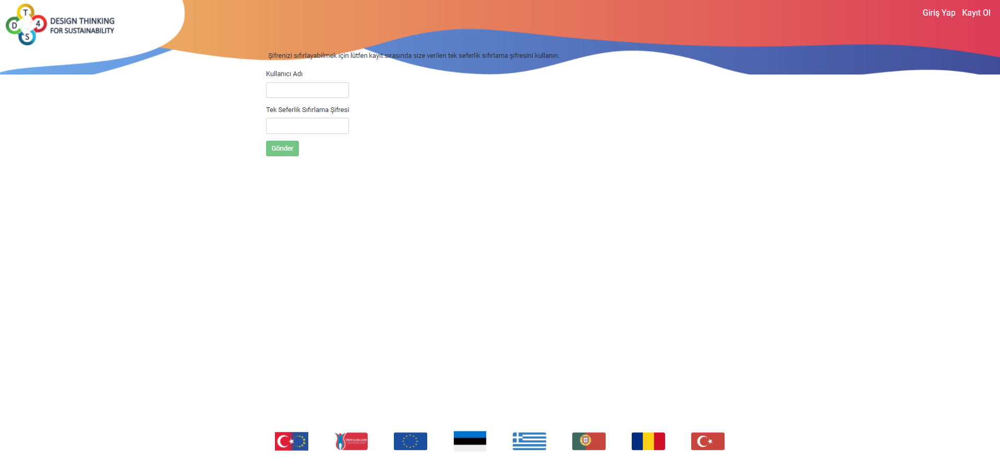 T
D
4
S
DESIGN THINKING
FOR SUSTAINABILITY
Giriş Yap
Kayıt Ol
Şifrenizi sıfırlayabilmek için lütfen kayıt sırasında size verilen tek seferlik sıfırlama şifresini kullanın.
Kullanıcı Adı
Tek Seferlik Sıfırlama Şifresi
Gönder